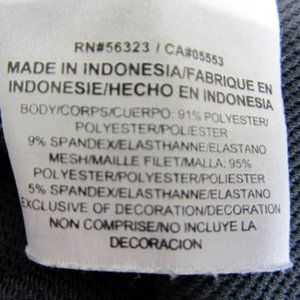 RN#56323 / CA#05553
MADE IN INDONESIA/FABRIQUE EN
INDONESIE/HECHO EN INDONESIA
BODY/CORPS/CUERPO: 91% POLYESTER/
POLYESTER/POLIESTER
9% SPANDEX/ELASTHANNE/ELASTANO
MESH/MAILLE FILET/MALLA: 95%
POLYESTER/POLYESTER/POLIESTER
5% SPANDEX/ELASTHANNE/ELASTANO
EXCLUSIVE OF DECORATION/DECORATION
NON COMPRISE/NO INCLUYE LA
DECORACION